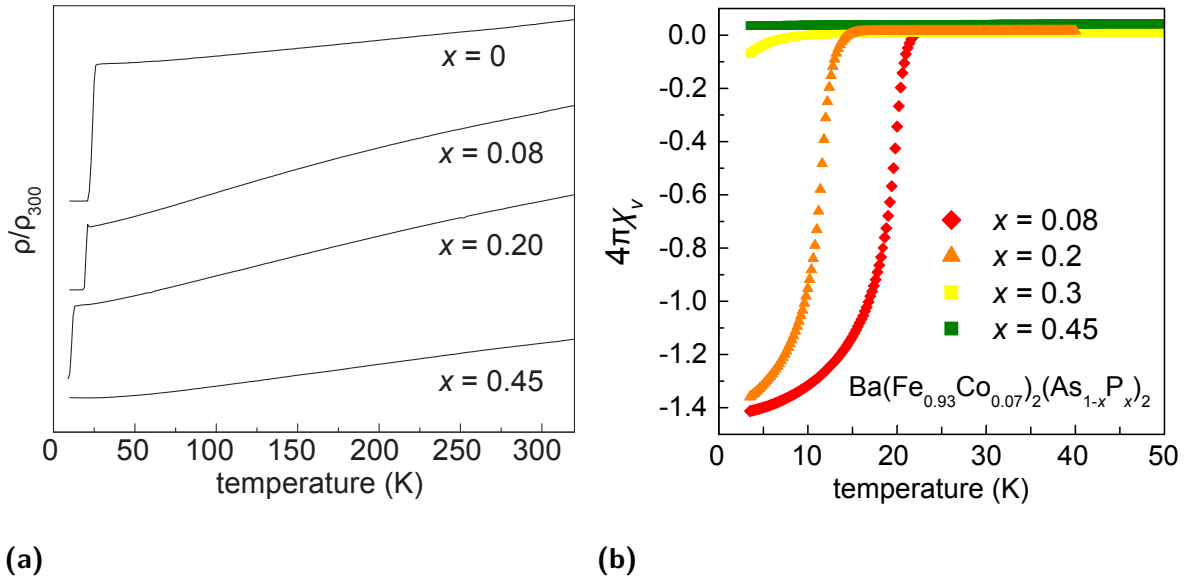 ρ/ρ300
x = 0
x = 0.08
x = 0.20
x = 0.45
0 50 100 150 200 250 300
temperature (K)
(a)
4πχv
0.0
-0.2
-0.4
-0.6
-0.8
-1.0
-1.2
-1.4
x = 0.08
x = 0.2
x = 0.3
x = 0.45
Ba(Fe0.93Co0.07)2(As1-xPx)2
0 10 20 30 40 50
temperature (K)
(b)